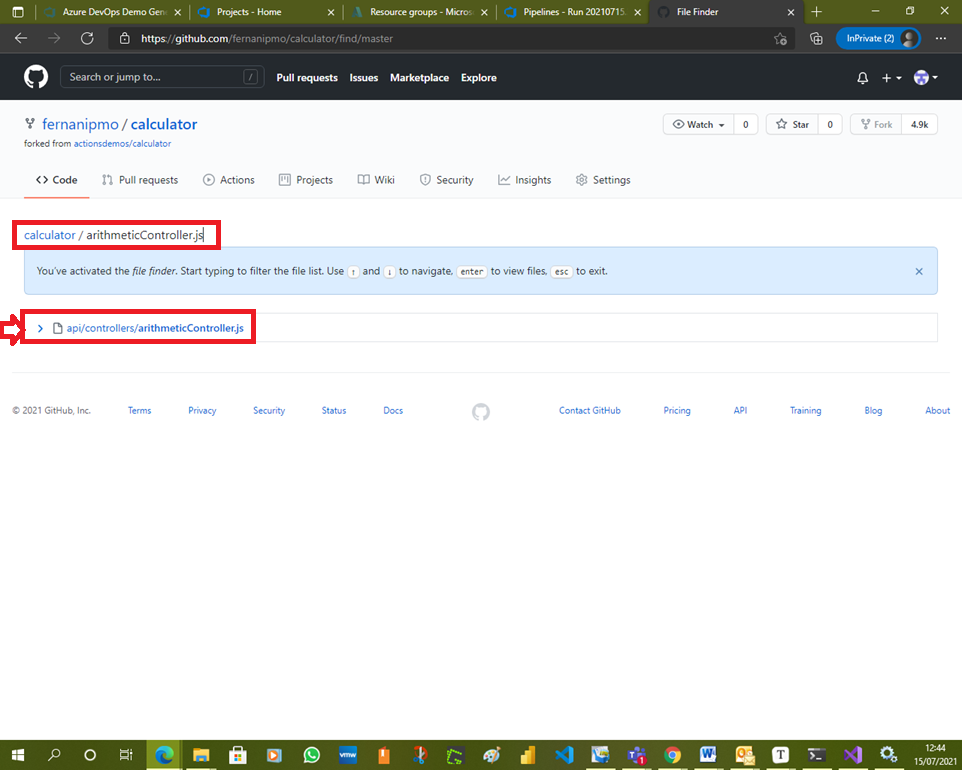 Azure DevOps Demo Gen
Projects - Home
Resource groups - Micros
Pipelines - Run 20210715.
File Finder
https://github.com/fernanipmo/calculator/find/master
InPrivate (2)
Search or jump to...
/
Pull requests
Issues
Marketplace
Explore
fernanipmo / calculator
forked from actionsdemos/calculator
Watch
0
Star
0
Fork
4.9k
Code
Pull requests
Actions
Projects
Wiki
Security
Insights
Settings
calculator / arithmeticController.js
You've activated the file finder. Start typing to filter the file list. Use ↑ and ↓ to navigate, enter to view files, esc to exit.
api/controllers/arithmeticController.js
© 2021 GitHub, Inc.
Terms
Privacy
Security
Status
Docs
Contact GitHub
Pricing
API
Training
Blog
About
vmw
12:44
15/07/2021